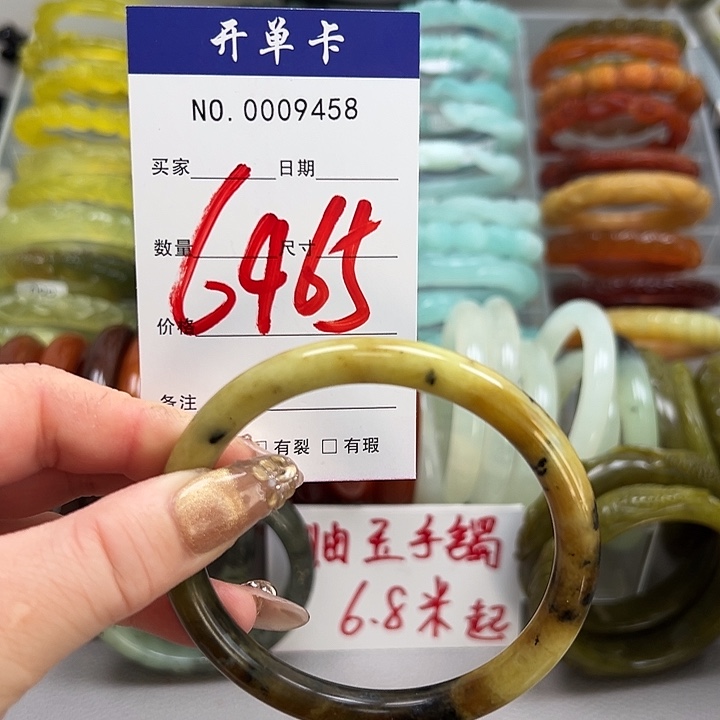 开单卡
NO. 0009458
买家 日期
数量 尺寸
6965
价格
备注
有裂 有瑕
岫玉手镯
6.8米起